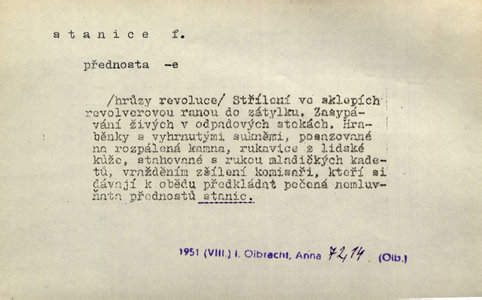 stanice f.
přednosta -e
/hrůzy revoluce/ Střílení ve sklepích
revolverovou ranou do zátylku. Zasypá-
vání živých v odpadových stokách. Hra-
běnky s vyhrnutými sukněmi, posazované
na rozpálená kamna, rukavice z lidské
kůže, stahované s rukou mladičkých kade-
tů, vražděním zšílení komisaři, kteří si
dávají k obědu předkládat pečená nemluv-
ňata přednostů stanic.
1951 (VIII.) I. Olbracht, Anna 72,14. (Olb.)